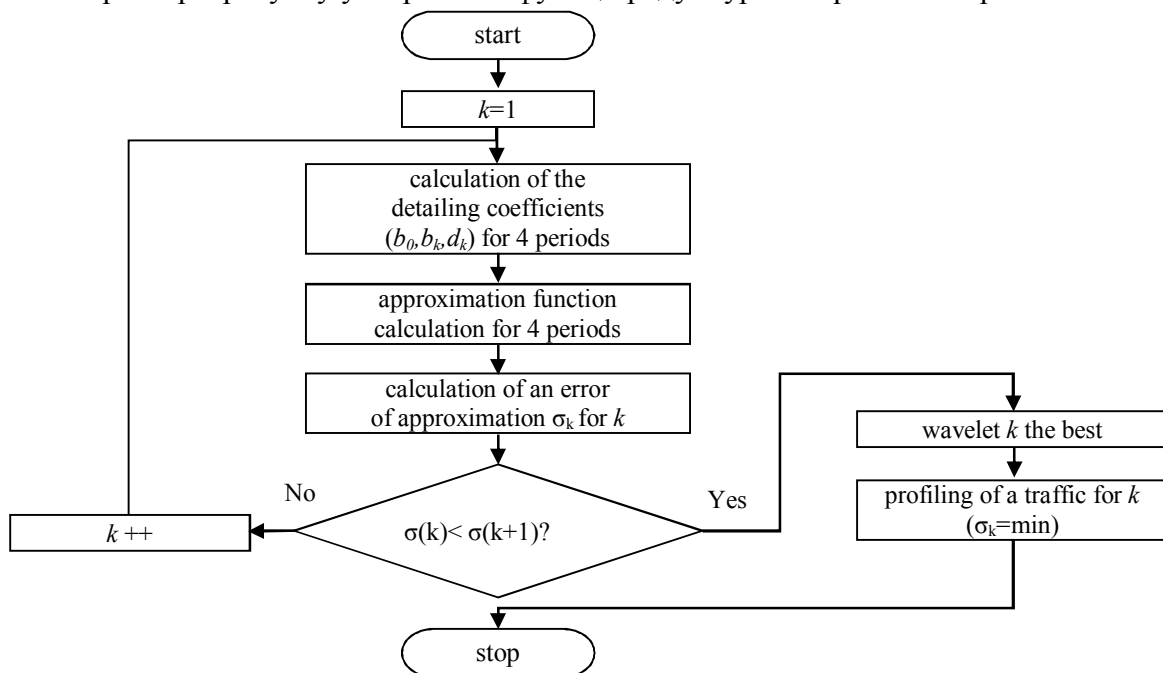 start
k=1
calculation of the
detailing coefficients
(b₀,bₖ,dₖ) for 4 periods
approximation function
calculation for 4 periods
calculation of an error
of approximation σₖ for k
No
Yes
σ(k)< σ(k+1)?
k ++
wavelet k the best
profiling of a traffic for k
(σₖ=min)
stop